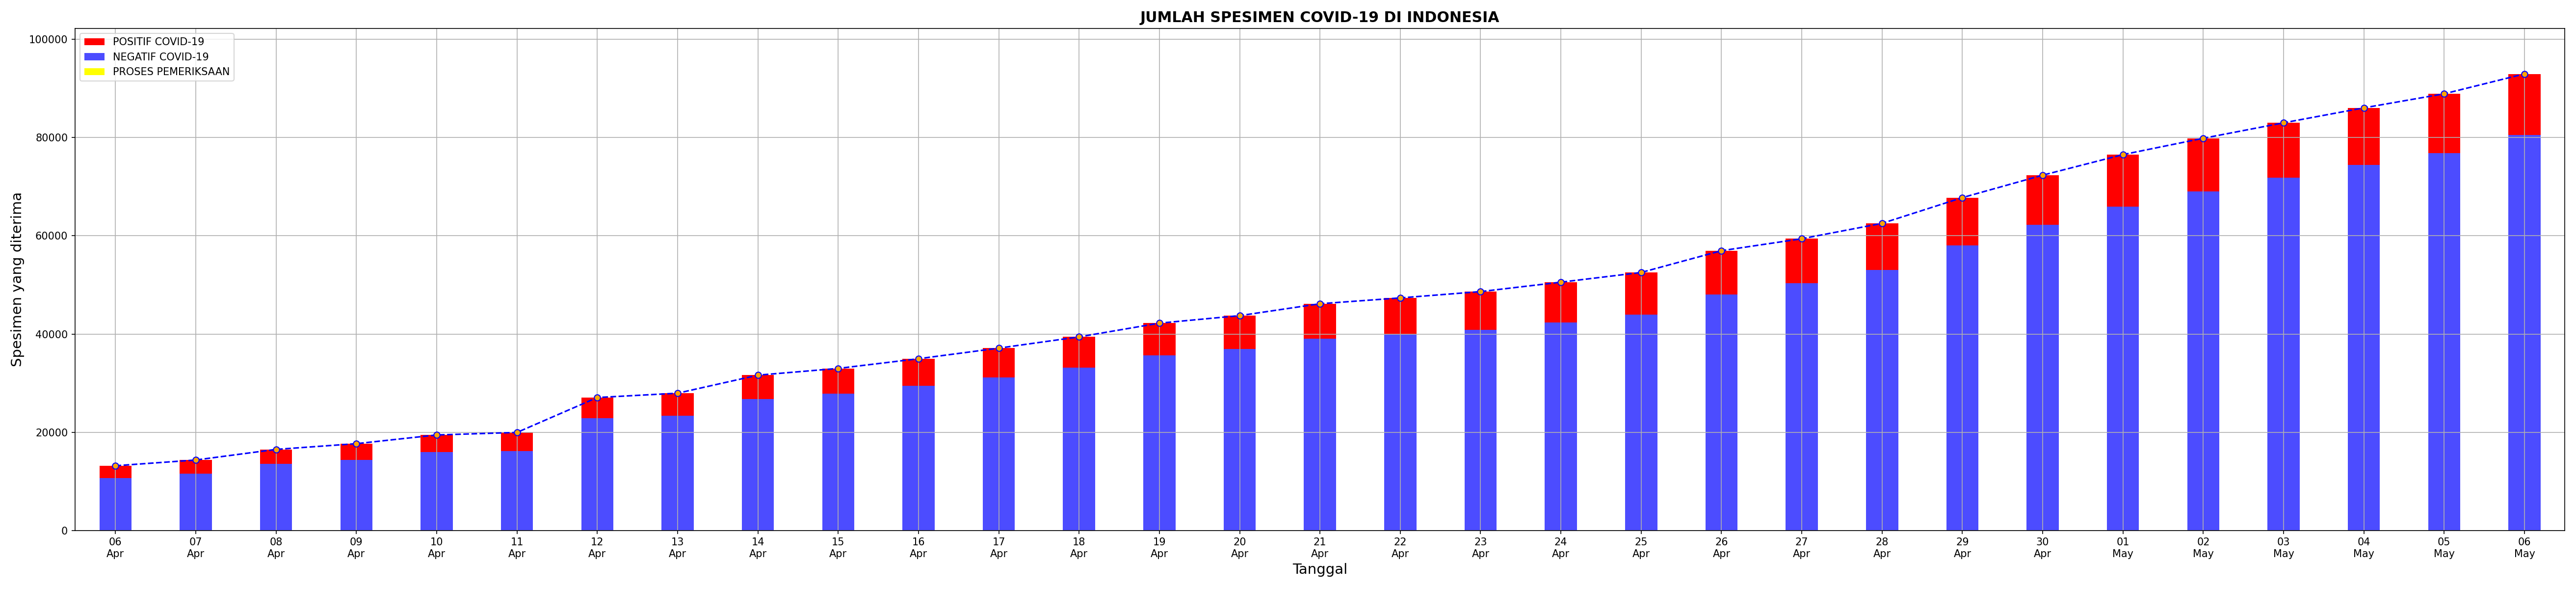 JUMLAH SPESIMEN COVID-19 DI INDONESIA
POSITIF COVID-19
NEGATIF COVID-19
PROSES PEMERIKSAAN
Spesimen yang diterima
100000
80000
60000
40000
20000
0
06 07 08 09 10 11 12 13 14 15 16 17 18 19 20 21 22 23 24 25 26 27 28 29 30 01 02 03 04 05 06
Apr Apr Apr Apr Apr Apr Apr Apr Apr Apr Apr Apr Apr Apr Apr Apr Apr Apr Apr Apr Apr Apr Apr Apr Apr May May May May May May
Tanggal